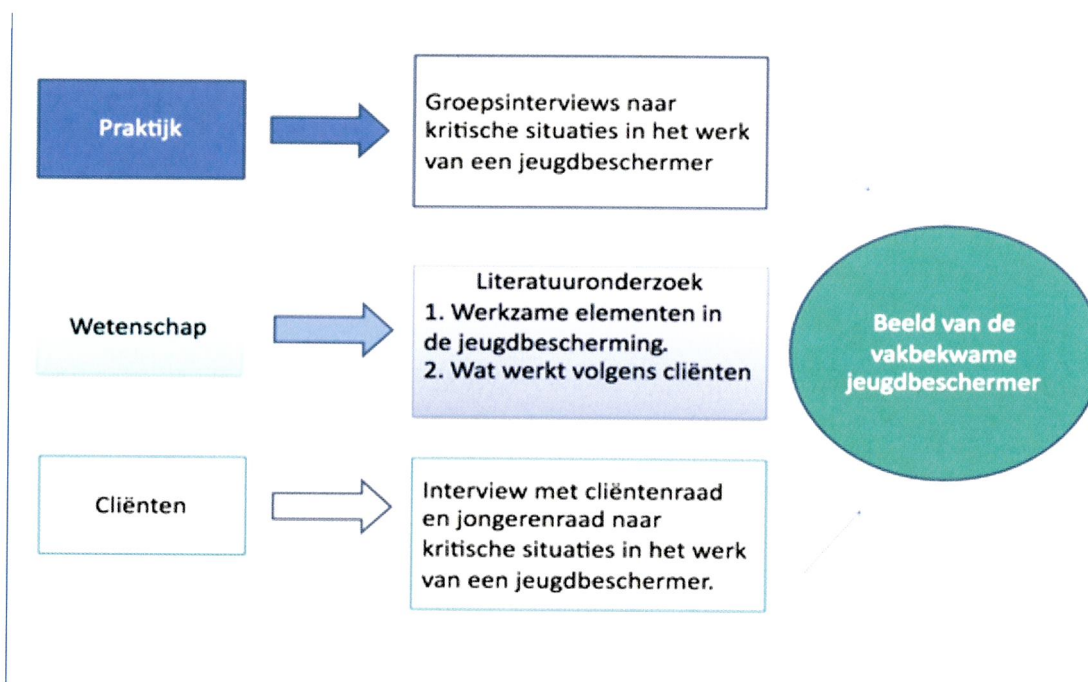 Praktijk
Groepsinterviews naar
kritische situaties in het werk
van een jeugdbeschermer
Wetenschap
Literatuuronderzoek
1. Werkzame elementen in
de jeugdbescherming.
2. Wat werkt volgens cliënten
Beeld van de
vakbekwame
jeugdbeschermer
Cliënten
Interview met cliëntenraad
en jongerenraad naar
kritische situaties in het werk
van een jeugdbeschermer.